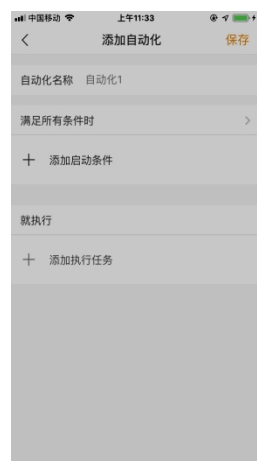 中国移动 上午11:33
添加自动化 保存
自动化名称 自动化1
满足所有条件时
添加启动条件
就执行
添加执行任务